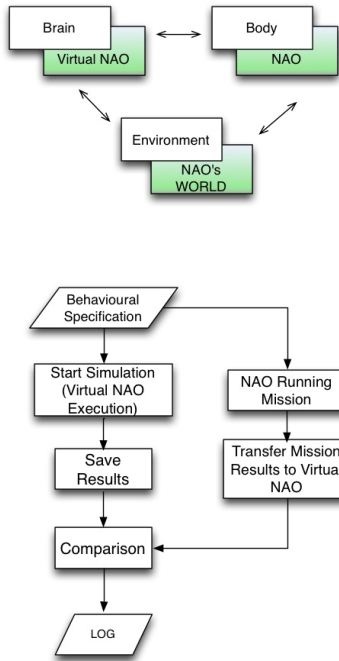 Brain
Virtual NAO
Body
NAO
Environment
NAO's
WORLD
Behavioural
Specification
Start Simulation
(Virtual NAO
Execution)
NAO Running
Mission
Save
Results
Transfer Mission
Results to Virtual
NAO
Comparison
LOG